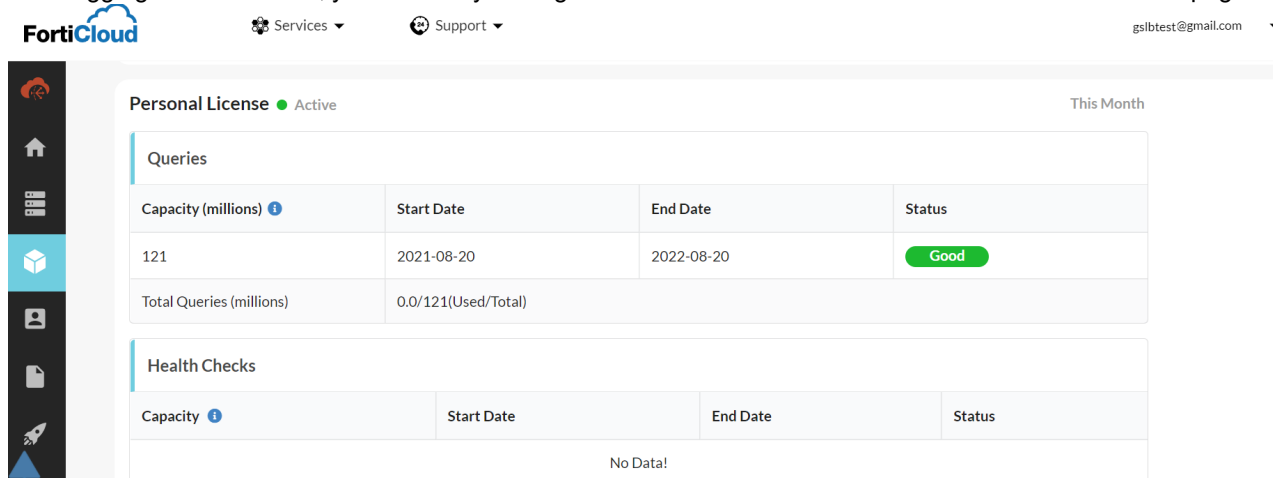 FortiCloud Services Support gslbtest@gmail.com
Personal License Active This Month
Queries
Capacity (millions) Start Date End Date Status
121 2021-08-20 2022-08-20 Good
Total Queries (millions) 0.0/121(Used/Total)
Health Checks
Capacity Start Date End Date Status
No Data!